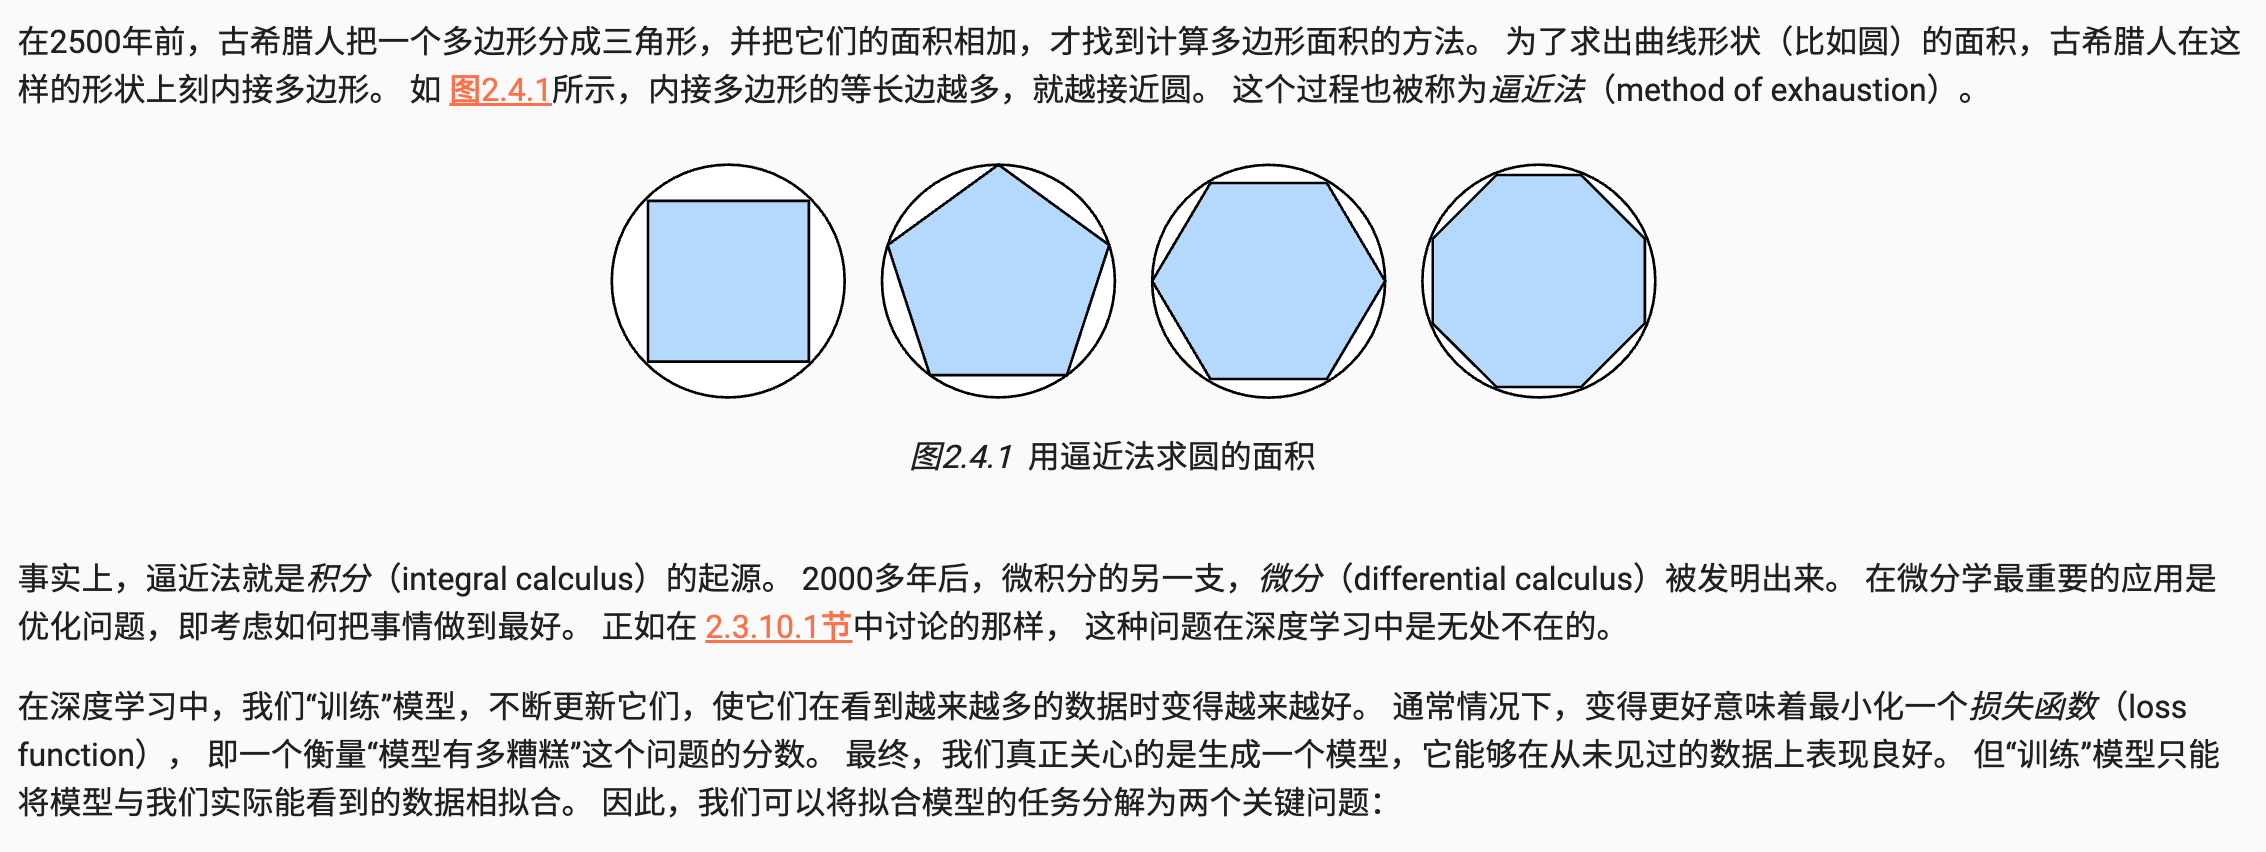 在2500年前，古希腊人把一个多边形分成三角形，并把它们的面积相加，才找到计算多边形面积的方法。 为了求出曲线形状（比如圆）的面积，古希腊人在这
样的形状上刻内接多边形。 如 图2.4.1所示，内接多边形的等长边越多，就越接近圆。 这个过程也被称为逼近法（method of exhaustion）。
图2.4.1 用逼近法求圆的面积
事实上，逼近法就是积分（integral calculus）的起源。 2000多年后，微积分的另一支，微分（differential calculus）被发明出来。 在微分学最重要的应用是
优化问题，即考虑如何把事情做到最好。 正如在 2.3.10.1节中讨论的那样， 这种问题在深度学习中是无处不在的。
在深度学习中，我们“训练”模型，不断更新它们，使它们在看到越来越多的数据时变得越来越好。 通常情况下，变得更好意味着最小化一个损失函数（loss
function）， 即一个衡量“模型有多糟糕”这个问题的分数。 最终，我们真正关心的是生成一个模型，它能够在从未见过的数据上表现良好。 但“训练”模型只能
将模型与我们实际能看到的数据相拟合。 因此，我们可以将拟合模型的任务分解为两个关键问题：